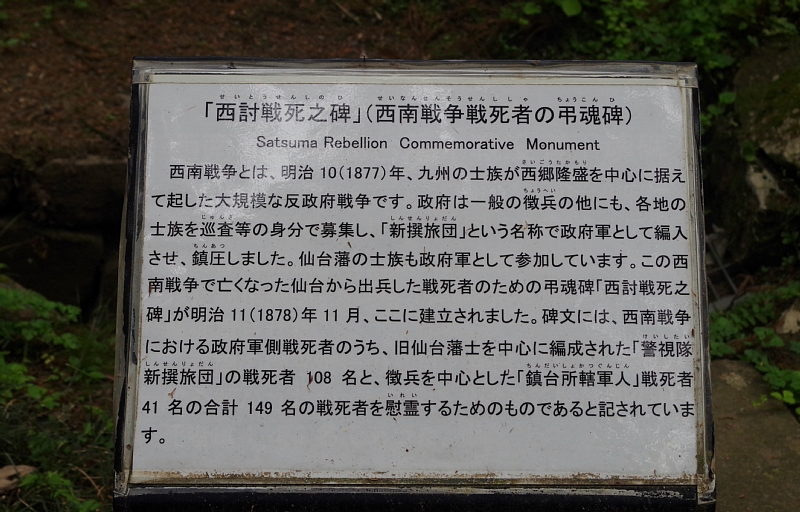 「西討戦死之碑」（西南戦争戦死者の弔魂碑）
Satsuma Rebellion Commemorative Monument
西南戦争とは、明治 10（1877）年、九州の士族が西郷隆盛を中心に据え
て起した大規模な反政府戦争です。政府は一般の徴兵の他にも、各地の
士族を巡査等の身分で募集し、「新撰旅団」という名称で政府軍として編入
させ、鎮圧しました。仙台藩の士族も政府軍として参加しています。この西
南戦争で亡くなった仙台から出兵した戦死者のための弔魂碑「西討戦死之
碑」が明治 11（1878）年 11 月、ここに建立されました。碑文には、西南戦争
における政府軍側戦死者のうち、旧仙台藩士を中心に編成された「警視隊
新撰旅団」の戦死者 108 名と、徴兵を中心とした「鎮台所轄軍人」戦死者
41 名の合計 149 名の戦死者を慰霊するためのものであると記されていま
す。